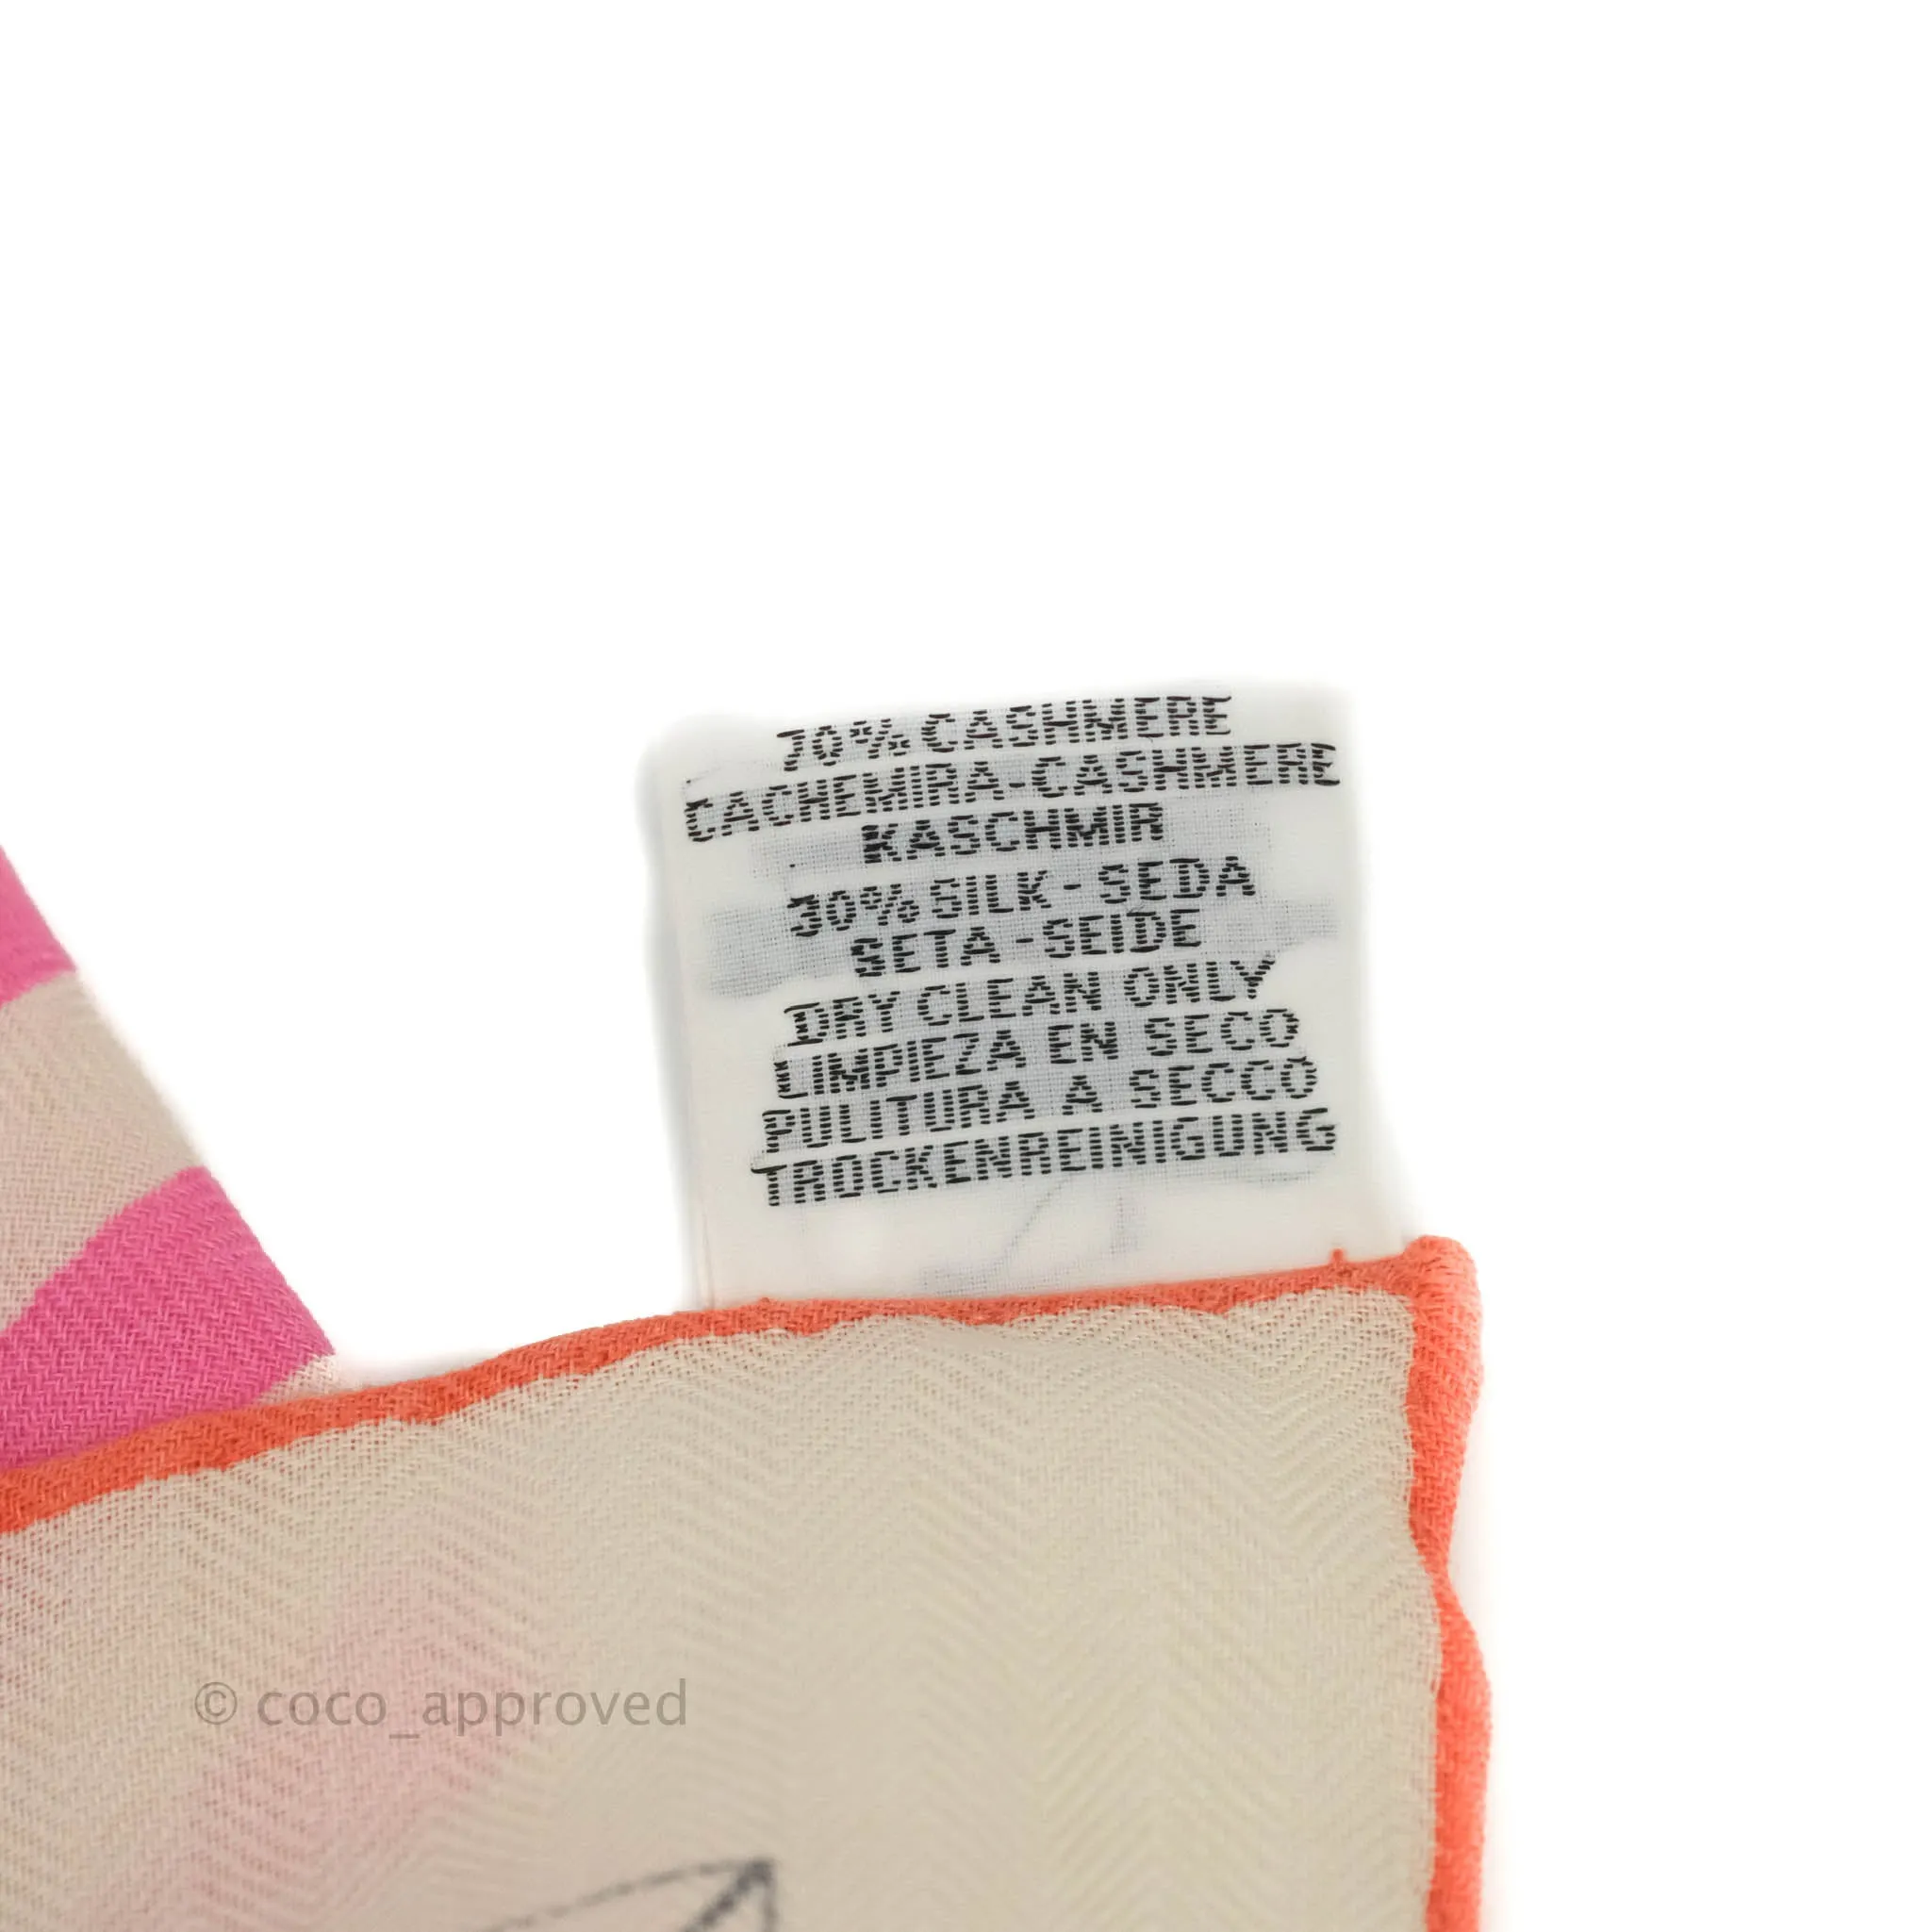 70% CASHMERE
CACHEMIRA-CASHMERE
KASCHMIR
30% SILK - SEDA
SETA - SEIDE
DRY CLEAN ONLY
LIMPIEZA EN SECO
PULITURA A SECCO
TROCKENREINIGUNG
© coco_approved